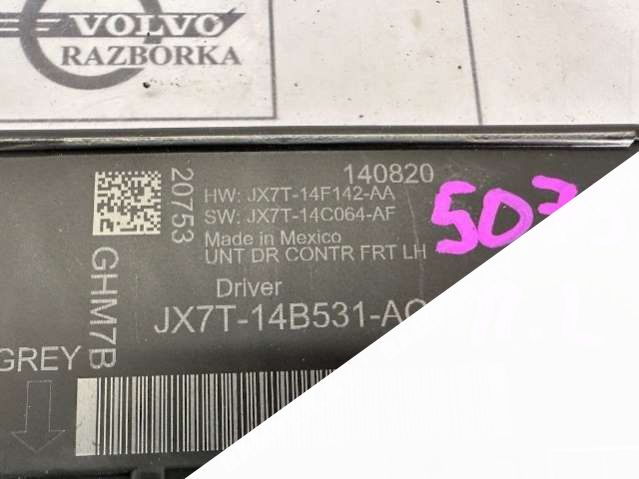 VOLVO
RAZBORKA
140820
HW: JX7T-14F142-AA
SW: JX7T-14C064-AF
Made in Mexico
UNT DR CONTR FRT LH
20753
GHM7B
Driver
GREY